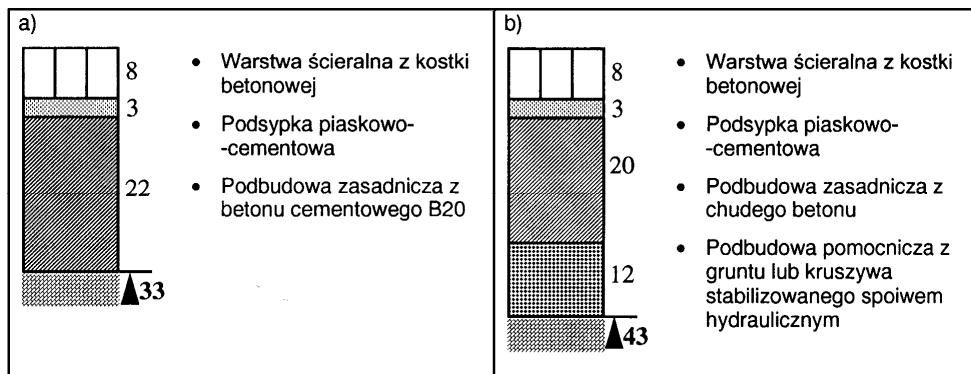 a)
8
3
22
33
• Warstwa ścieralna z kostki
betonowej
• Podsypka piaskowo-
-cementowa
• Podbudowa zasadnicza z
betonu cementowego B20
b)
8
3
20
12
43
• Warstwa ścieralna z kostki
betonowej
• Podsypka piaskowo-
-cementowa
• Podbudowa zasadnicza z
chudego betonu
• Podbudowa pomocnicza z
gruntu lub kruszywa
stabilizowanego spoiwem
hydraulicznym